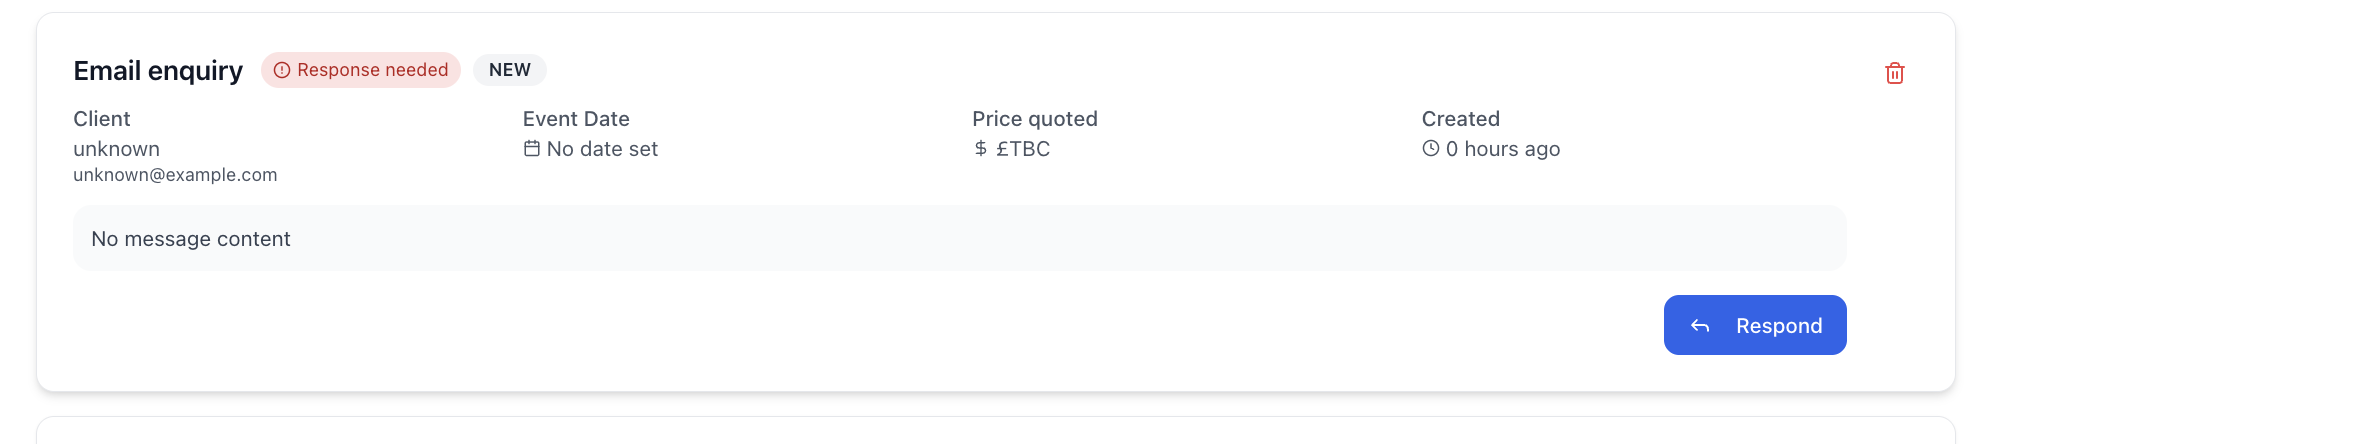 Email enquiry Response needed NEW
Client Event Date Price quoted Created
unknown No date set £TBC 0 hours ago
unknown@example.com
No message content
Respond